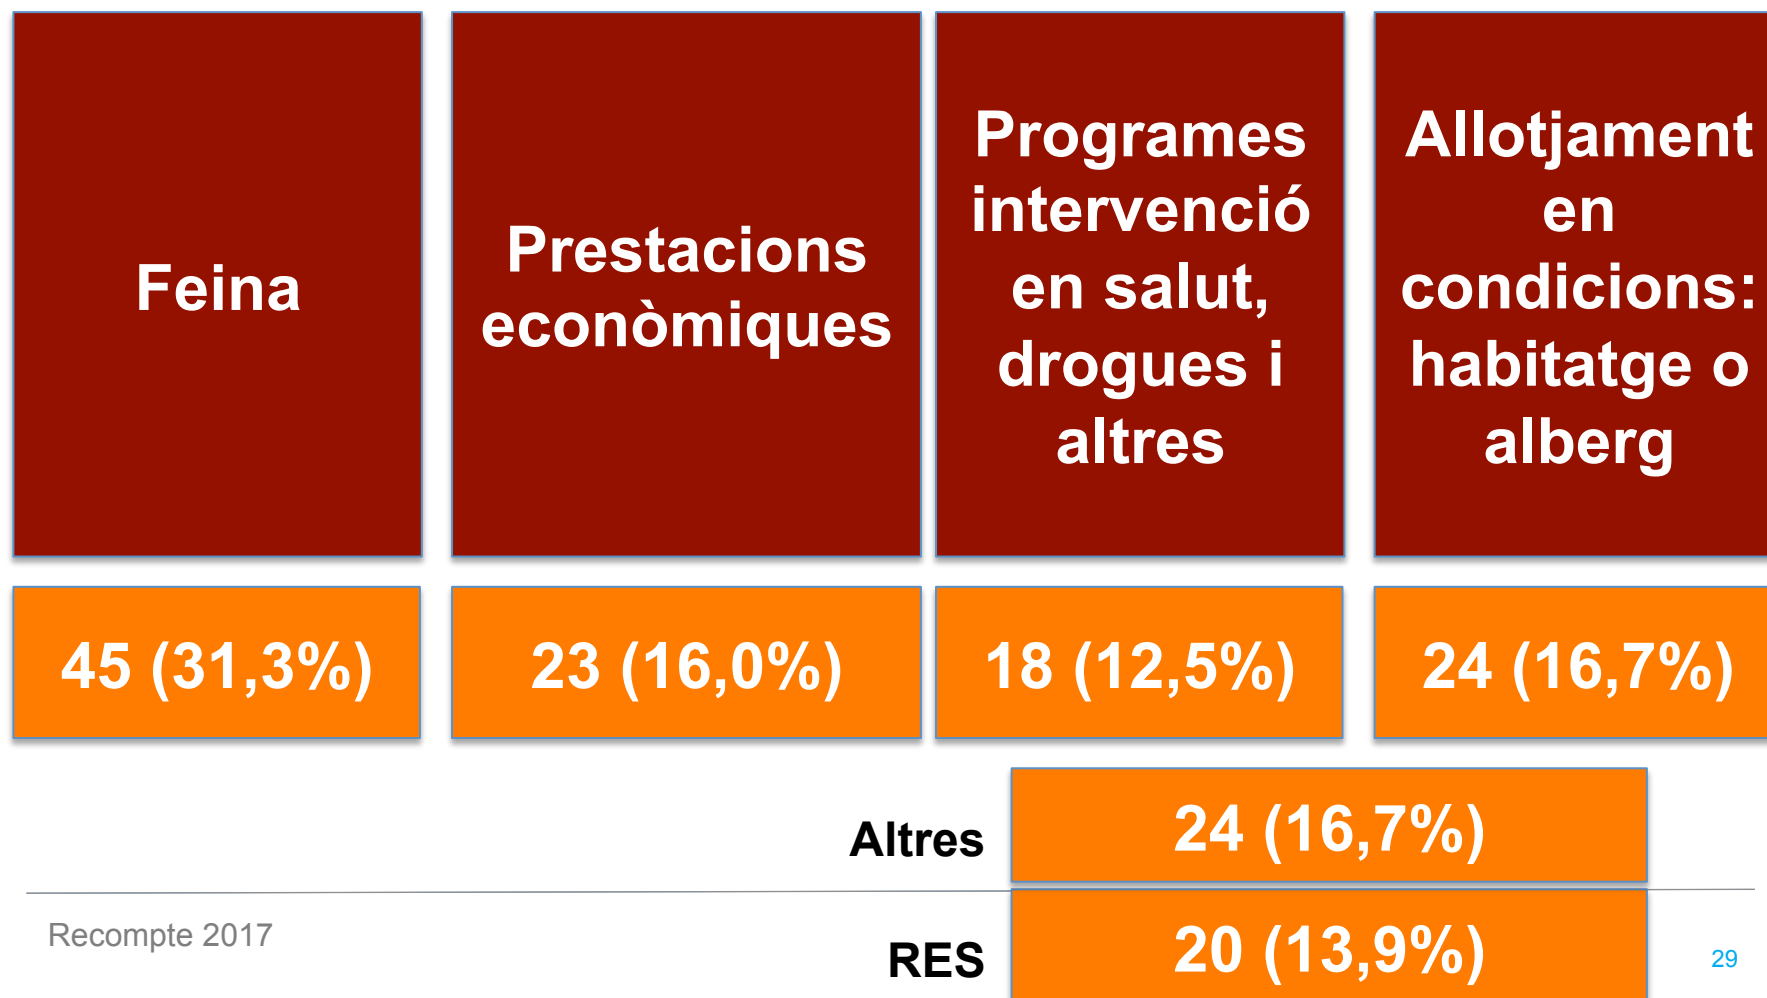 Feina
Prestacions
econòmiques
Programes
intervenció
en salut,
drogues i
altres
Allotjament
en
condicions:
habitatge o
alberg
45 (31,3%)
23 (16,0%)
18 (12,5%)
24 (16,7%)
Altres
24 (16,7%)
RES
20 (13,9%)
Recompte 2017
29